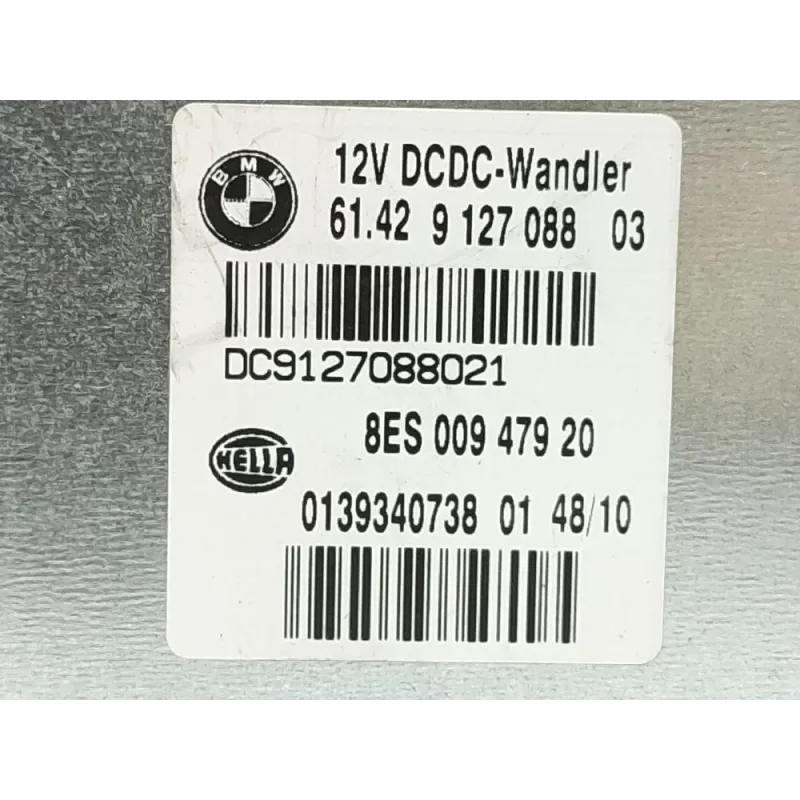 BMW
12V DCDC-Wandler
61.42 9 127 088 03
DC9127088021
8ES 009 479 20
HELLA
0139340738 01 48/10